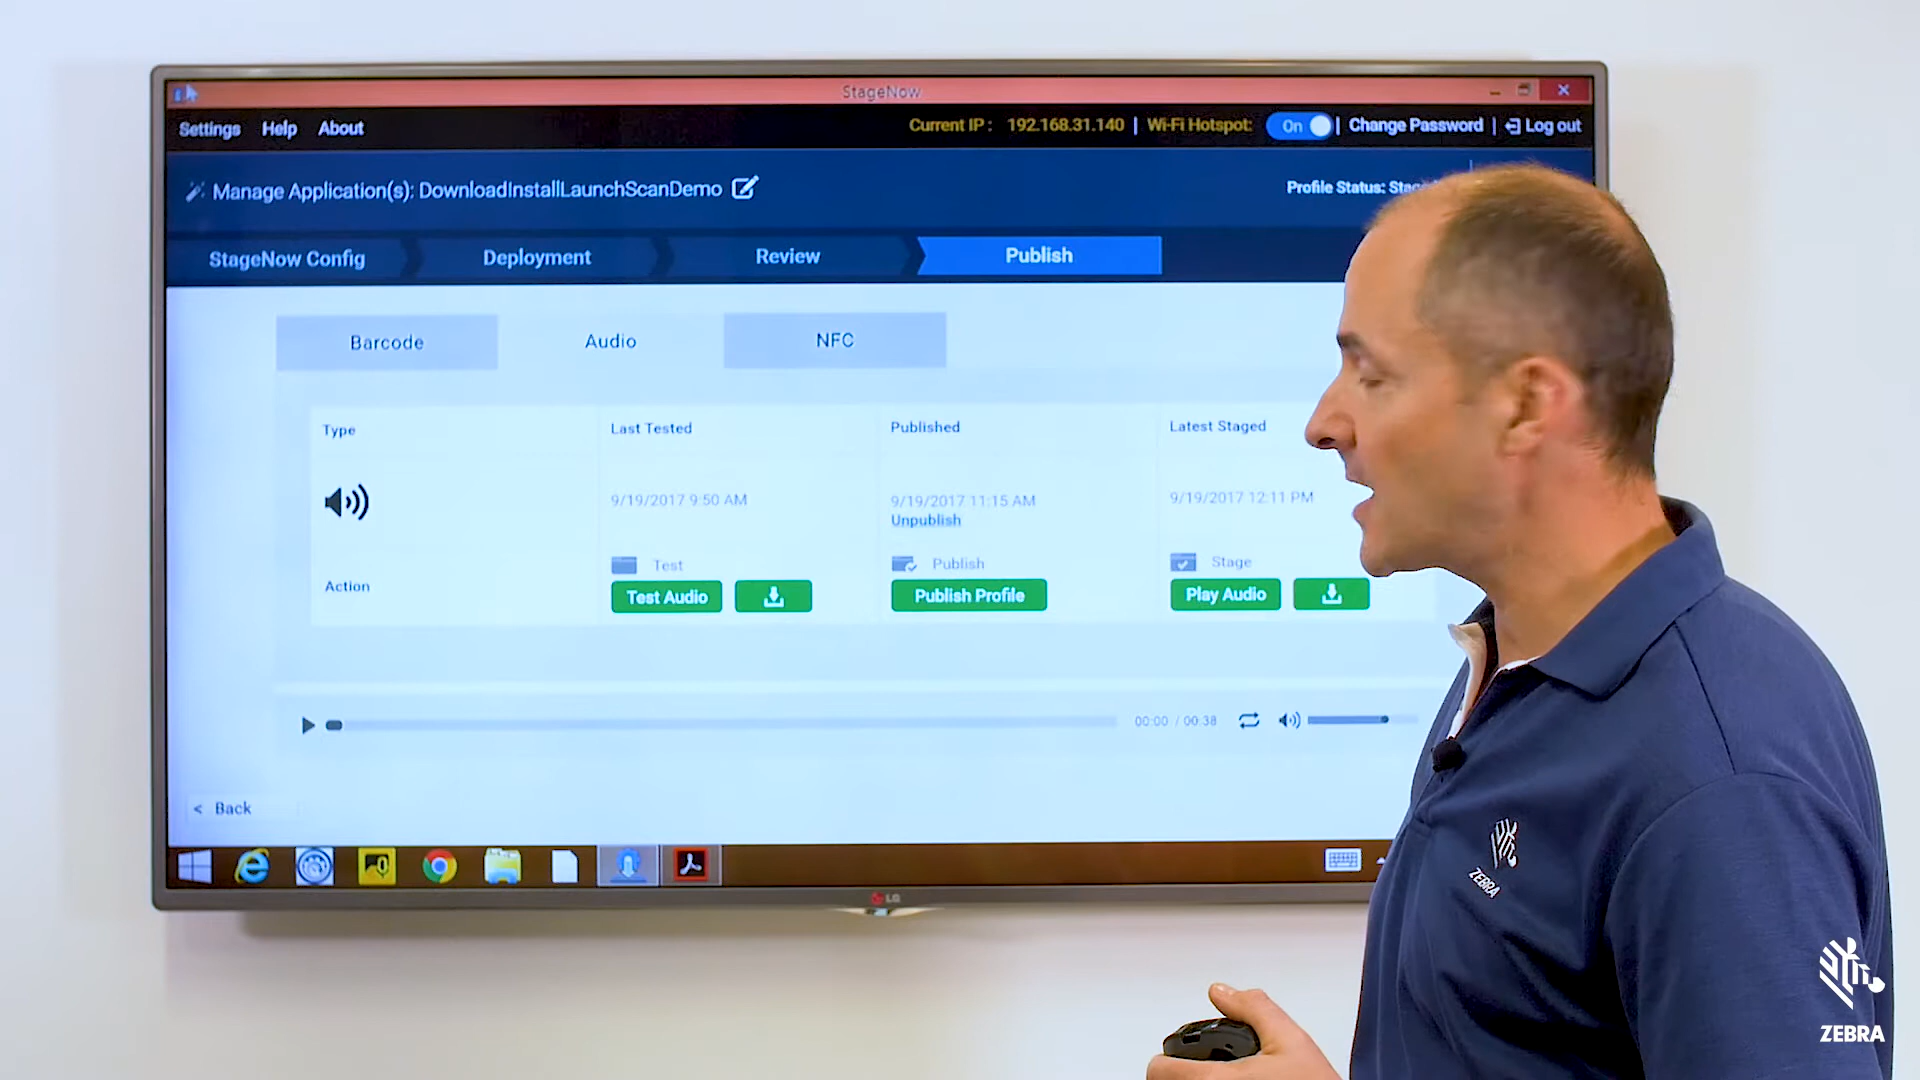 StageNow
Settings Help About
Current IP : 192.168.31.140 | Wi-Fi Hotspot: On | Change Password | Log out
Manage Application(s): DownloadInstallLaunchScanDemo
Profile Status:
StageNow Config Deployment Review Publish
Barcode Audio NFC
Type Last Tested Published Latest Staged
9/19/2017 9:50 AM 9/19/2017 11:15 AM 9/19/2017 12:11 PM
Unpublish
Test Publish Stage
Action Test Audio Publish Profile Play Audio
00:00 / 00:38
< Back
LG
ZEBRA
ZEBRA